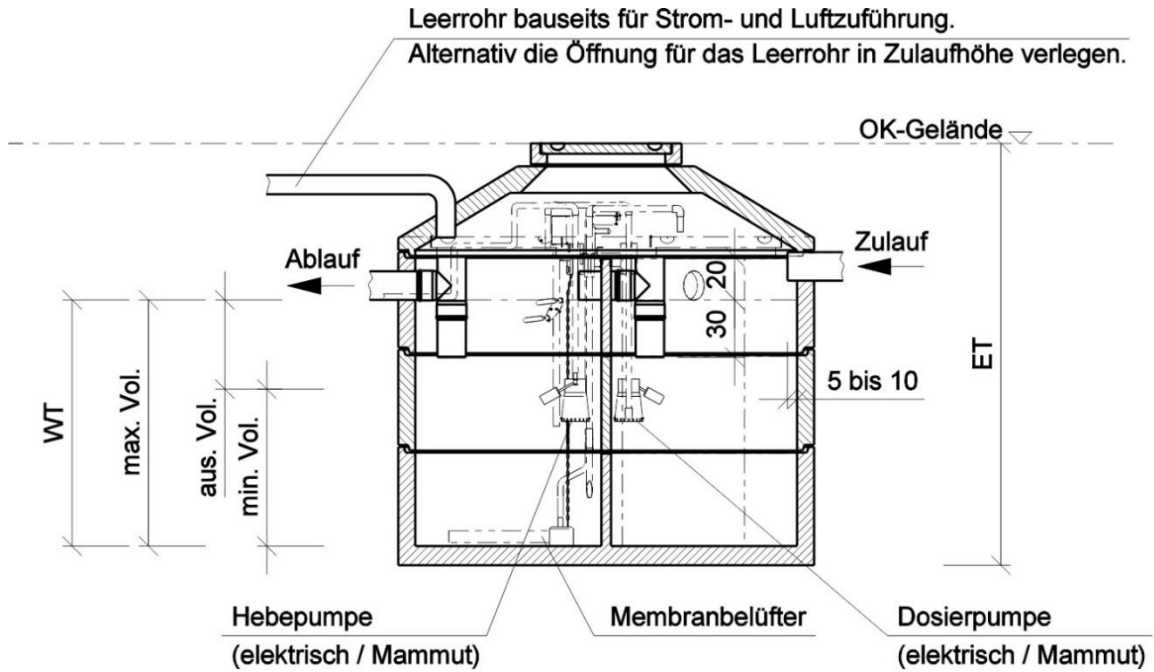 Leerrohr bauseits für Strom- und Luftzuführung.
Alternativ die Öffnung für das Leerrohr in Zulaufhöhe verlegen.
OK-Gelände
Ablauf
Zulauf
20
30
5 bis 10
ET
WT
max. Vol.
aus. Vol.
min. Vol.
Hebepumpe
(elektrisch / Mammut)
Membranbelüfter
Dosierpumpe
(elektrisch / Mammut)